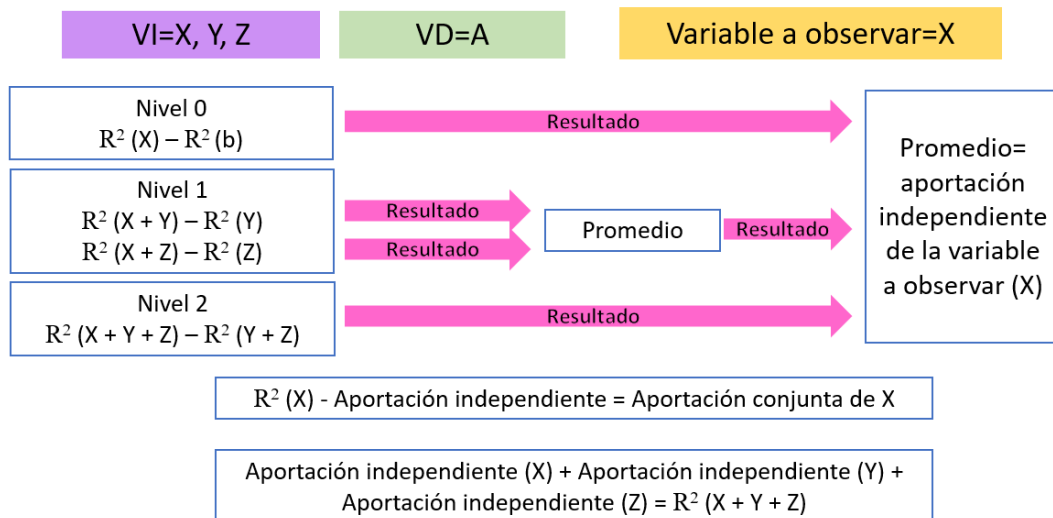 VI=X, Y, Z
VD=A
Variable a observar=X
Nivel 0
R² (X) – R² (b)
Resultado
Nivel 1
R² (X + Y) – R² (Y)
R² (X + Z) – R² (Z)
Resultado
Resultado
Promedio
Resultado
Nivel 2
R² (X + Y + Z) – R² (Y + Z)
Resultado
Promedio=
aportación
independiente
de la variable
a observar (X)
R² (X) - Aportación independiente = Aportación conjunta de X
Aportación independiente (X) + Aportación independiente (Y) +
Aportación independiente (Z) = R² (X + Y + Z)